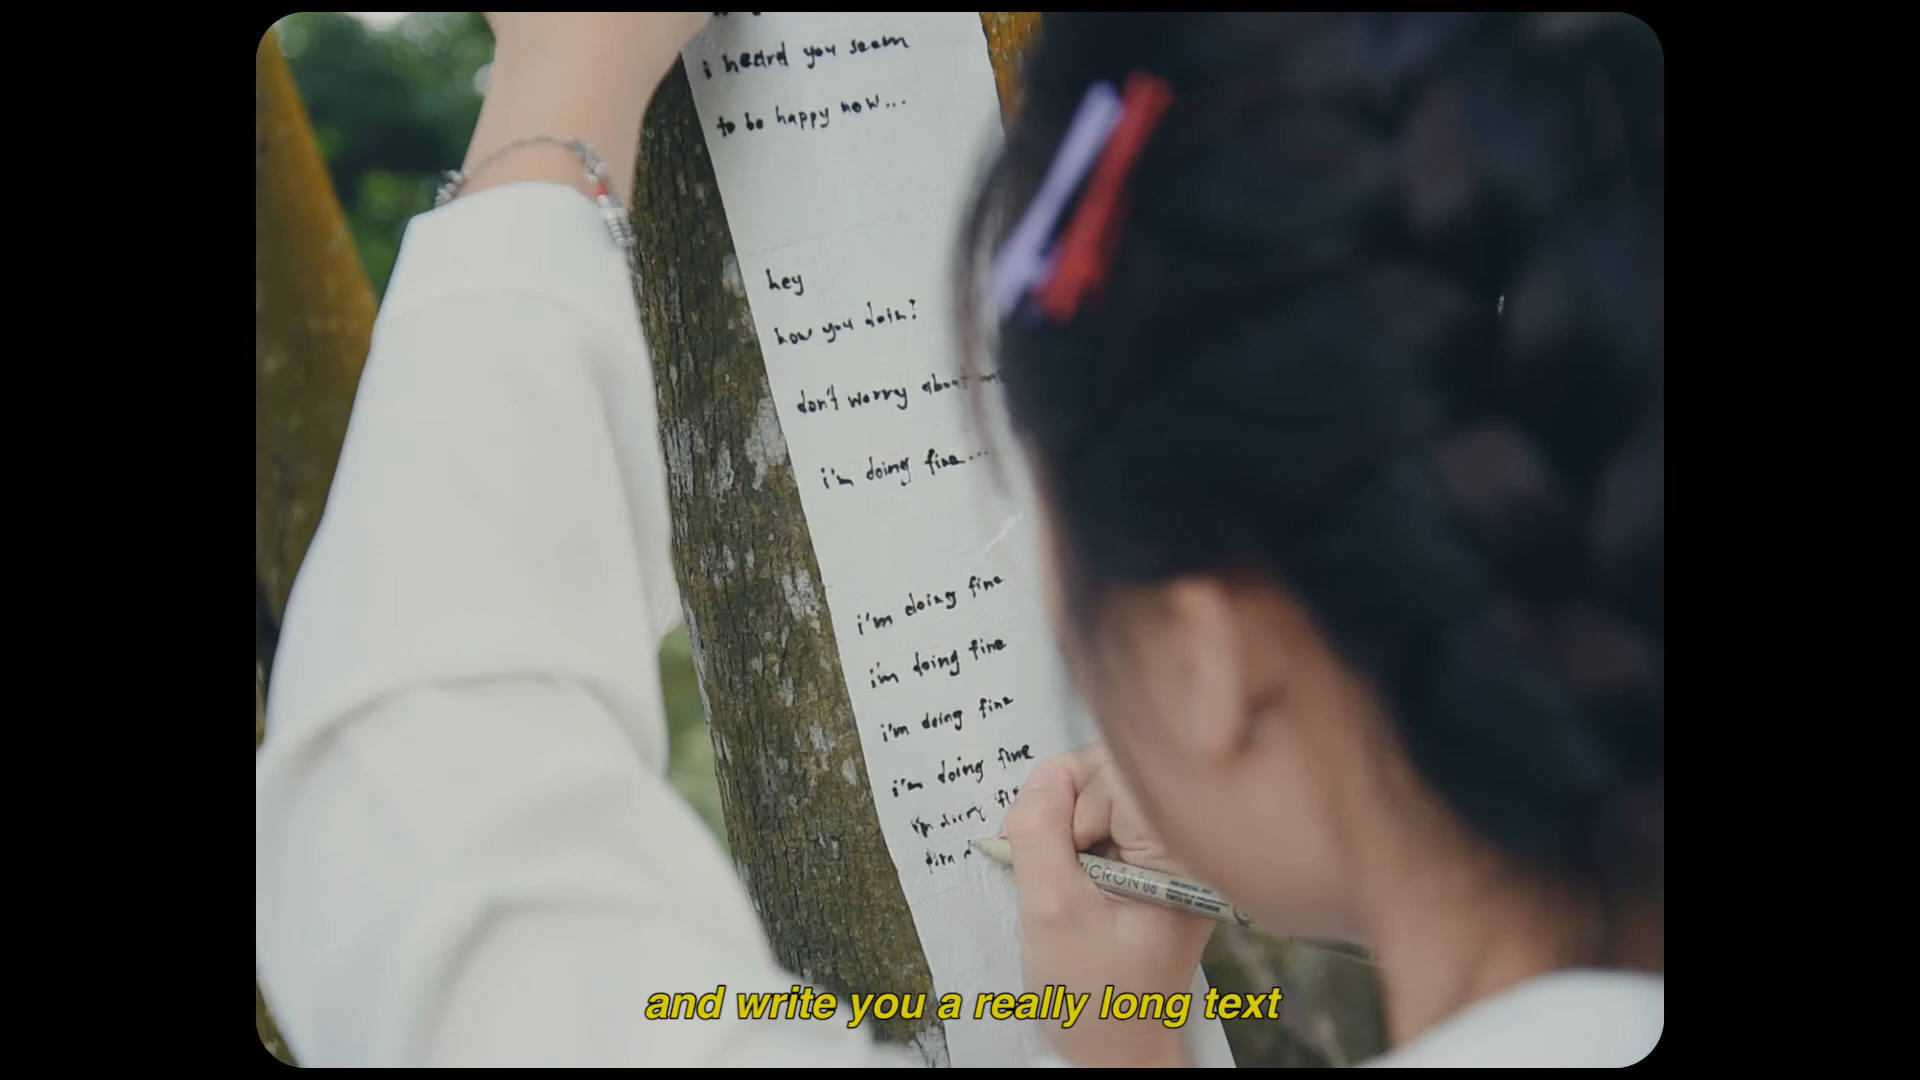 i heard you seem
to be happy now...
hey
how you doin?
don't worry about
i'm doing fine...
i'm doing fine
i'm doing fine
i'm doing fine
i'm doing fine
and write you a really long text